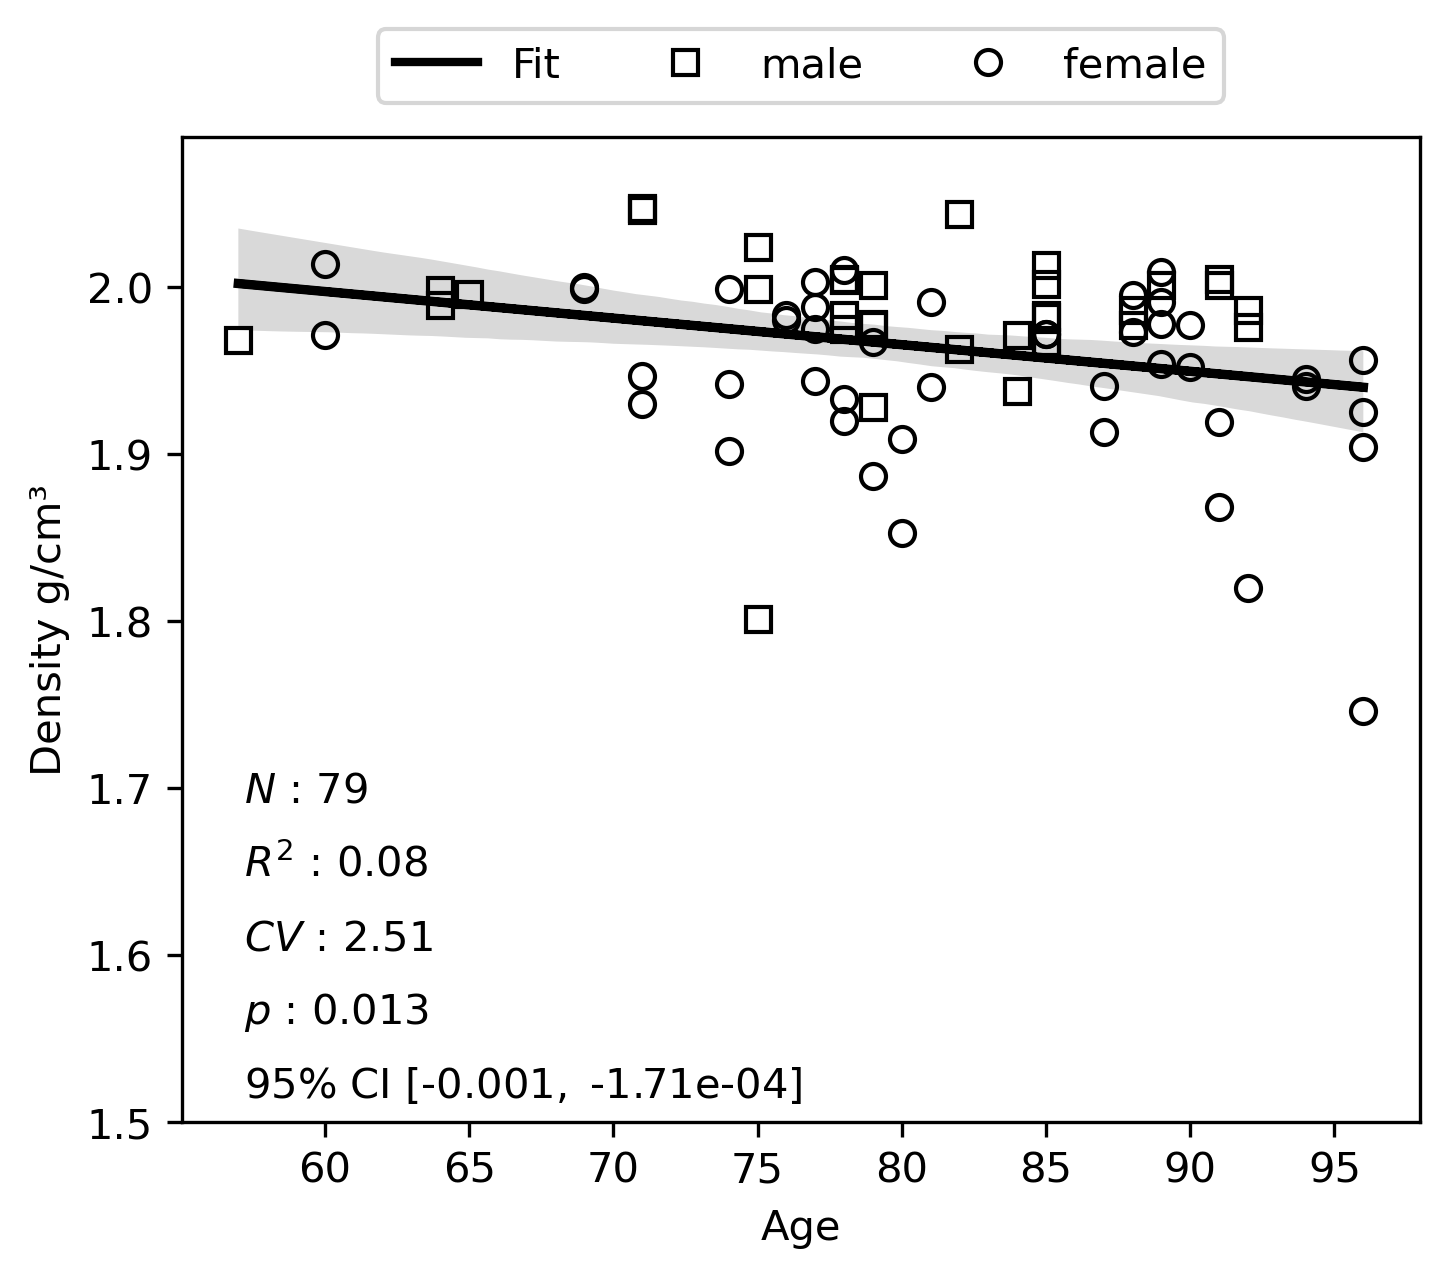 Fit male female
2.0
1.9
1.8
1.7
1.6
1.5
Density g/cm³
N : 79
R² : 0.08
CV : 2.51
p : 0.013
95% CI [-0.001, -1.71e-04]
60 65 70 75 80 85 90 95
Age